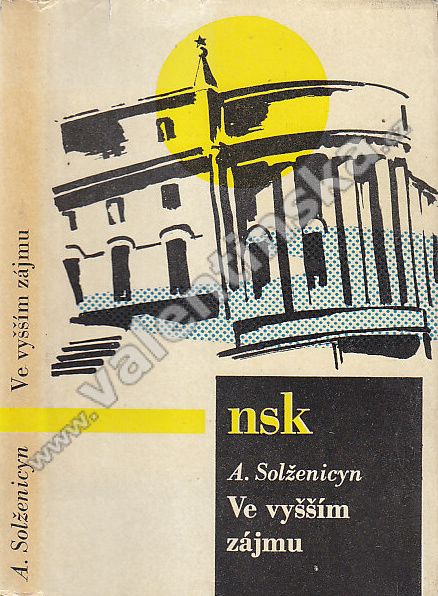 A. Solženicyn Ve vyšším zájmu
nsk
A. Solženicyn
Ve vyšším
zájmu
www.valentinska.cz